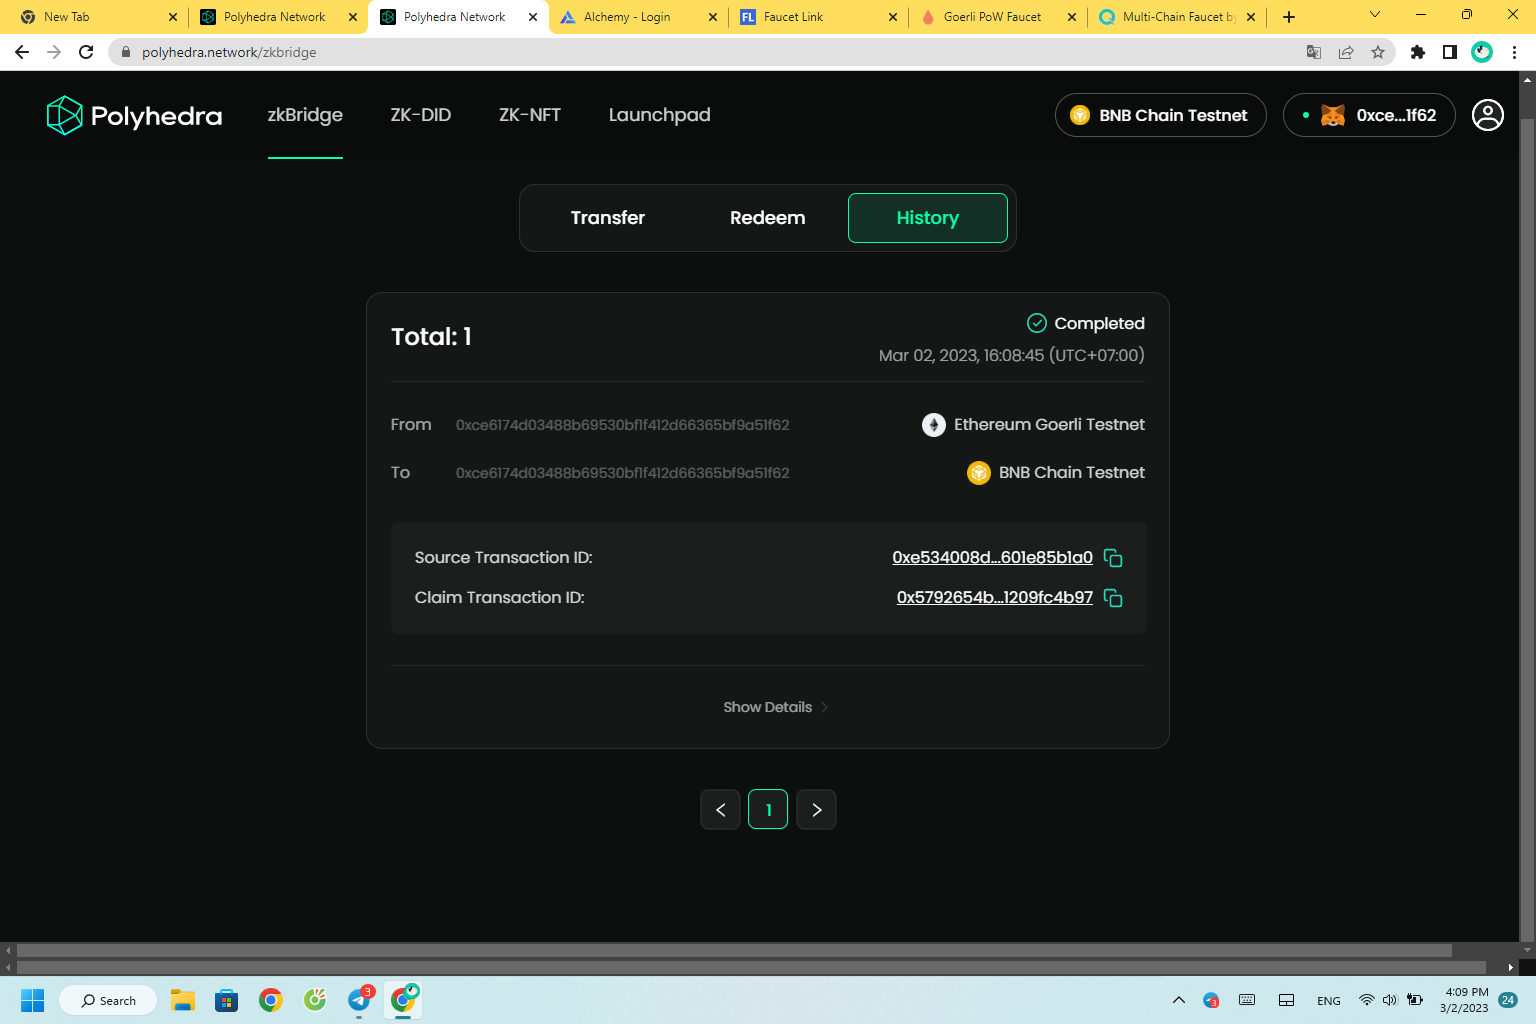 New Tab
Polyhedra Network
Polyhedra Network
Alchemy - Login
FL Faucet Link
Goerli PoW Faucet
Multi-Chain Faucet by
polyhedra.network/zkbridge
Polyhedra
zkBridge
ZK-DID
ZK-NFT
Launchpad
BNB Chain Testnet
0xce...1f62
Transfer
Redeem
History
Total: 1
Completed
Mar 02, 2023, 16:08:45 (UTC+07:00)
From 0xce6174d03488b69530bf1f412d66365bf9a51f62 Ethereum Goerli Testnet
To 0xce6174d03488b69530bf1f412d66365bf9a51f62 BNB Chain Testnet
Source Transaction ID: 0xe534008d...601e85b1a0
Claim Transaction ID: 0x5792654b...1209fc4b97
Show Details
1
Search
3
3
ENG
4:09 PM
3/2/2023
24